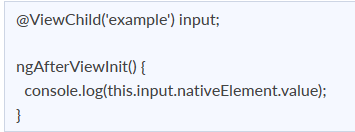 @ViewChild('example') input;
ngAfterViewInit() {
console.log(this.input.nativeElement.value);
}